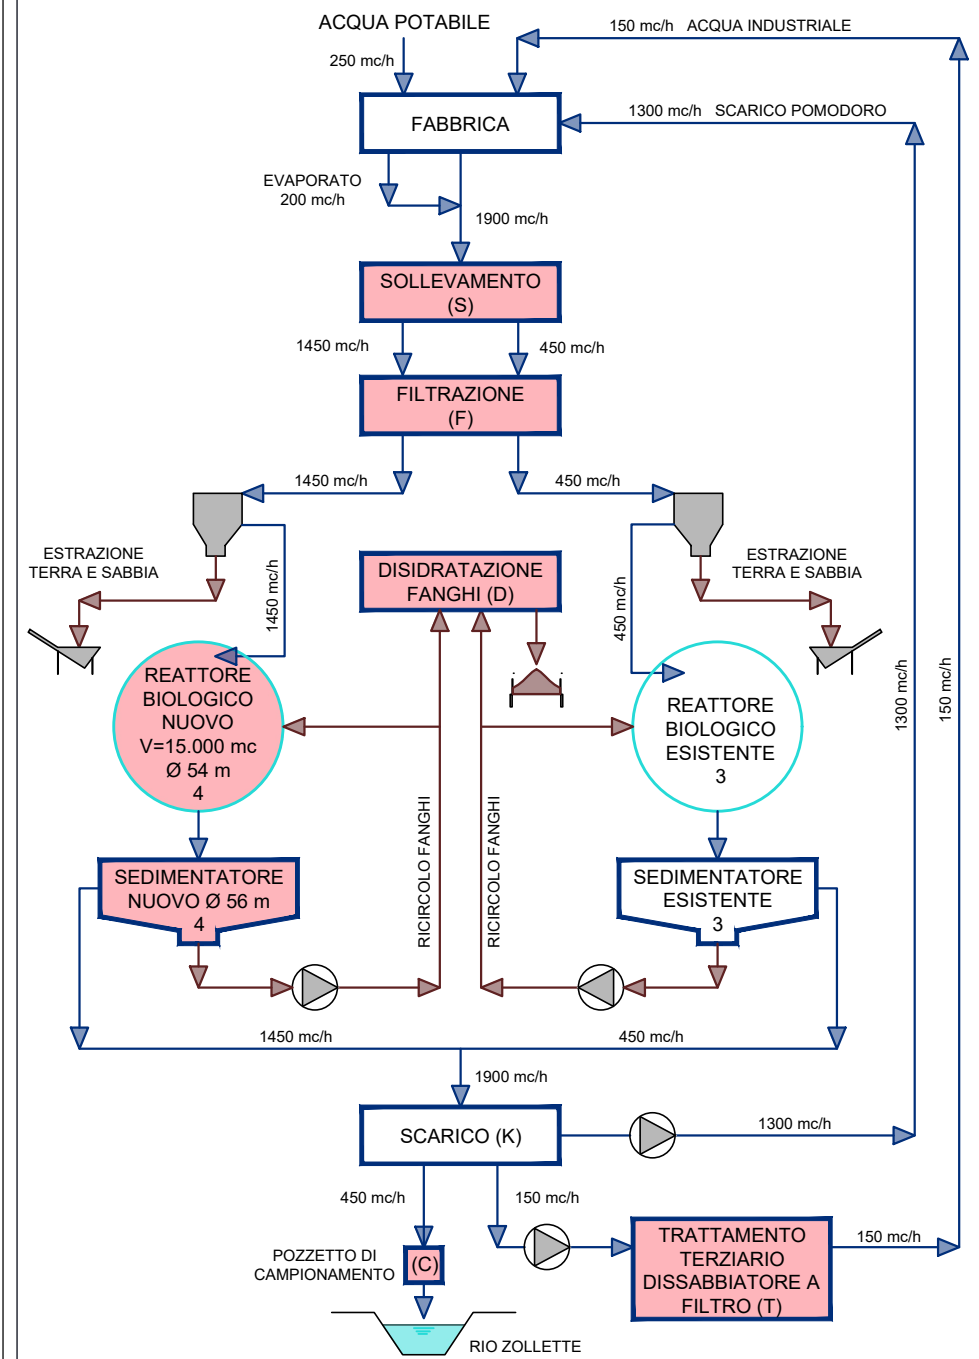 ACQUA POTABILE
150 mc/h ACQUA INDUSTRIALE
250 mc/h
1300 mc/h SCARICO POMODORO
FABBRICA
EVAPORATO
200 mc/h
1900 mc/h
SOLLEVAMENTO
(S)
1450 mc/h
450 mc/h
FILTRAZIONE
(F)
1450 mc/h
450 mc/h
ESTRAZIONE
TERRA E SABBIA
1450 mc/h
DISIDRATAZIONE
FANGHI (D)
450 mc/h
ESTRAZIONE
TERRA E SABBIA
REATTORE
BIOLOGICO
NUOVO
V=15.000 mc
Ø 54 m
4
REATTORE
BIOLOGICO
ESISTENTE
3
1300 mc/h
150 mc/h
RICIRCOLO FANGHI
RICIRCOLO FANGHI
SEDIMENTATORE
NUOVO Ø 56 m
4
SEDIMENTATORE
ESISTENTE
3
1450 mc/h
450 mc/h
1900 mc/h
SCARICO (K)
1300 mc/h
450 mc/h
150 mc/h
POZZETTO DI
CAMPIONAMENTO
(C)
TRATTAMENTO
TERZIARIO
DISSABBIATORE A
FILTRO (T)
150 mc/h
RIO ZOLLETTE